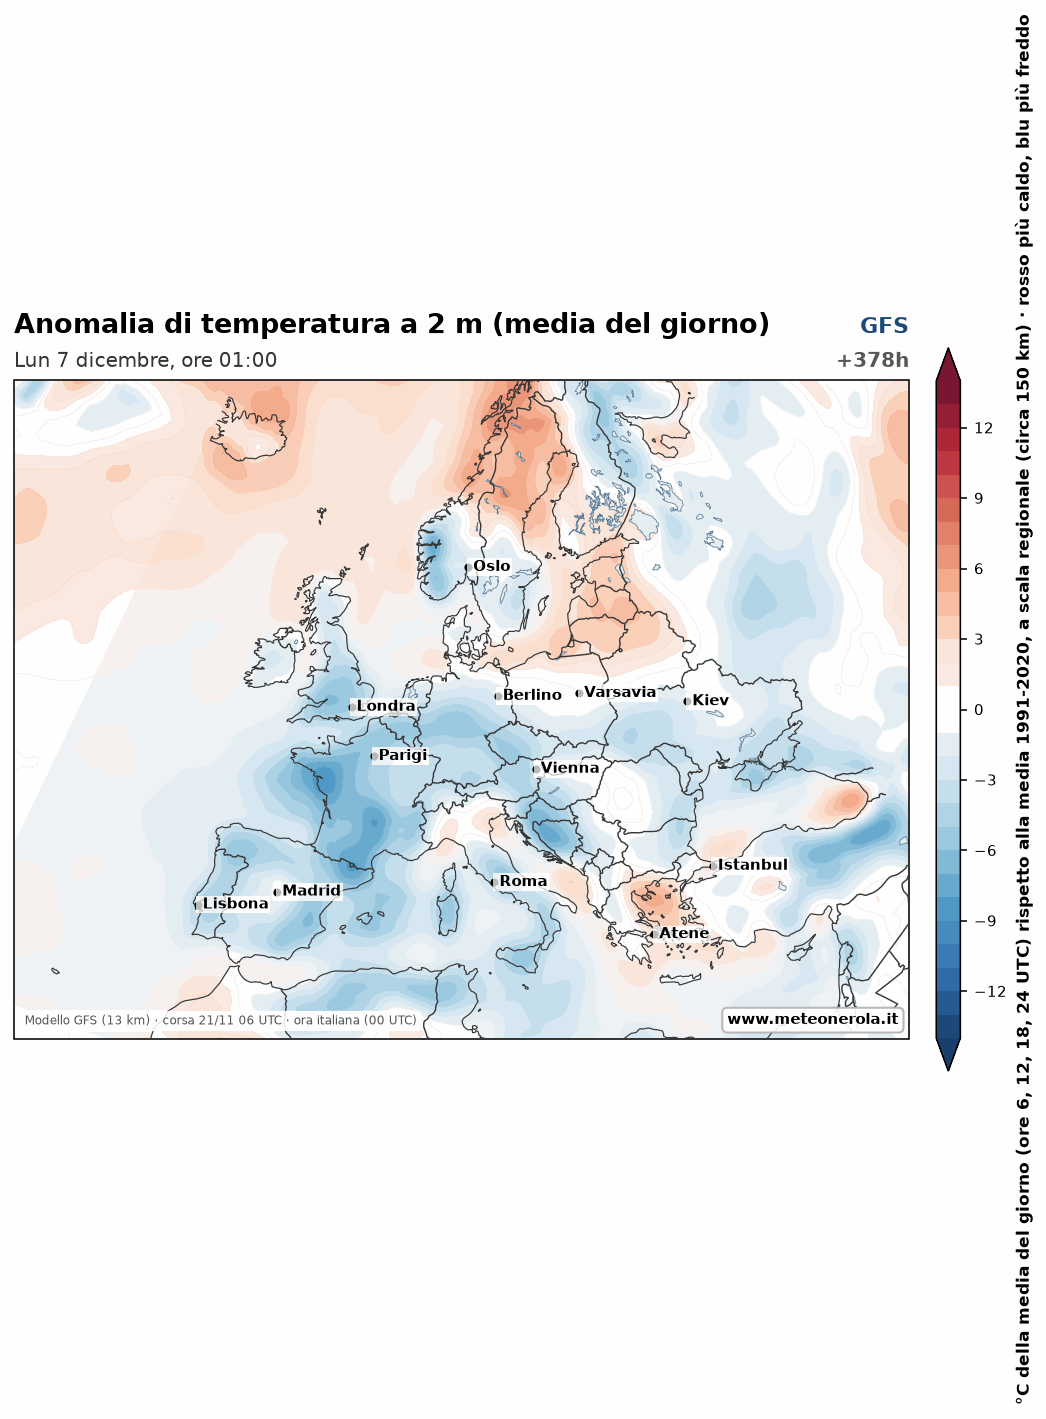 Anomalia di temperatura a 2 m (media del giorno)
GFS
Lun 7 dicembre, ore 01:00
+378h
Oslo
Londra
Berlino
Varsavia
Kiev
Parigi
Vienna
Istanbul
Roma
Madrid
Lisbona
Atene
Modello GFS (13 km) · corsa 21/11 06 UTC · ora italiana (00 UTC)
www.meteonerola.it
12
9
6
3
0
−3
−6
−9
−12
°C della media del giorno (ore 6, 12, 18, 24 UTC) rispetto alla media 1991-2020, a scala regionale (circa 150 km) · rosso più caldo, blu più freddo